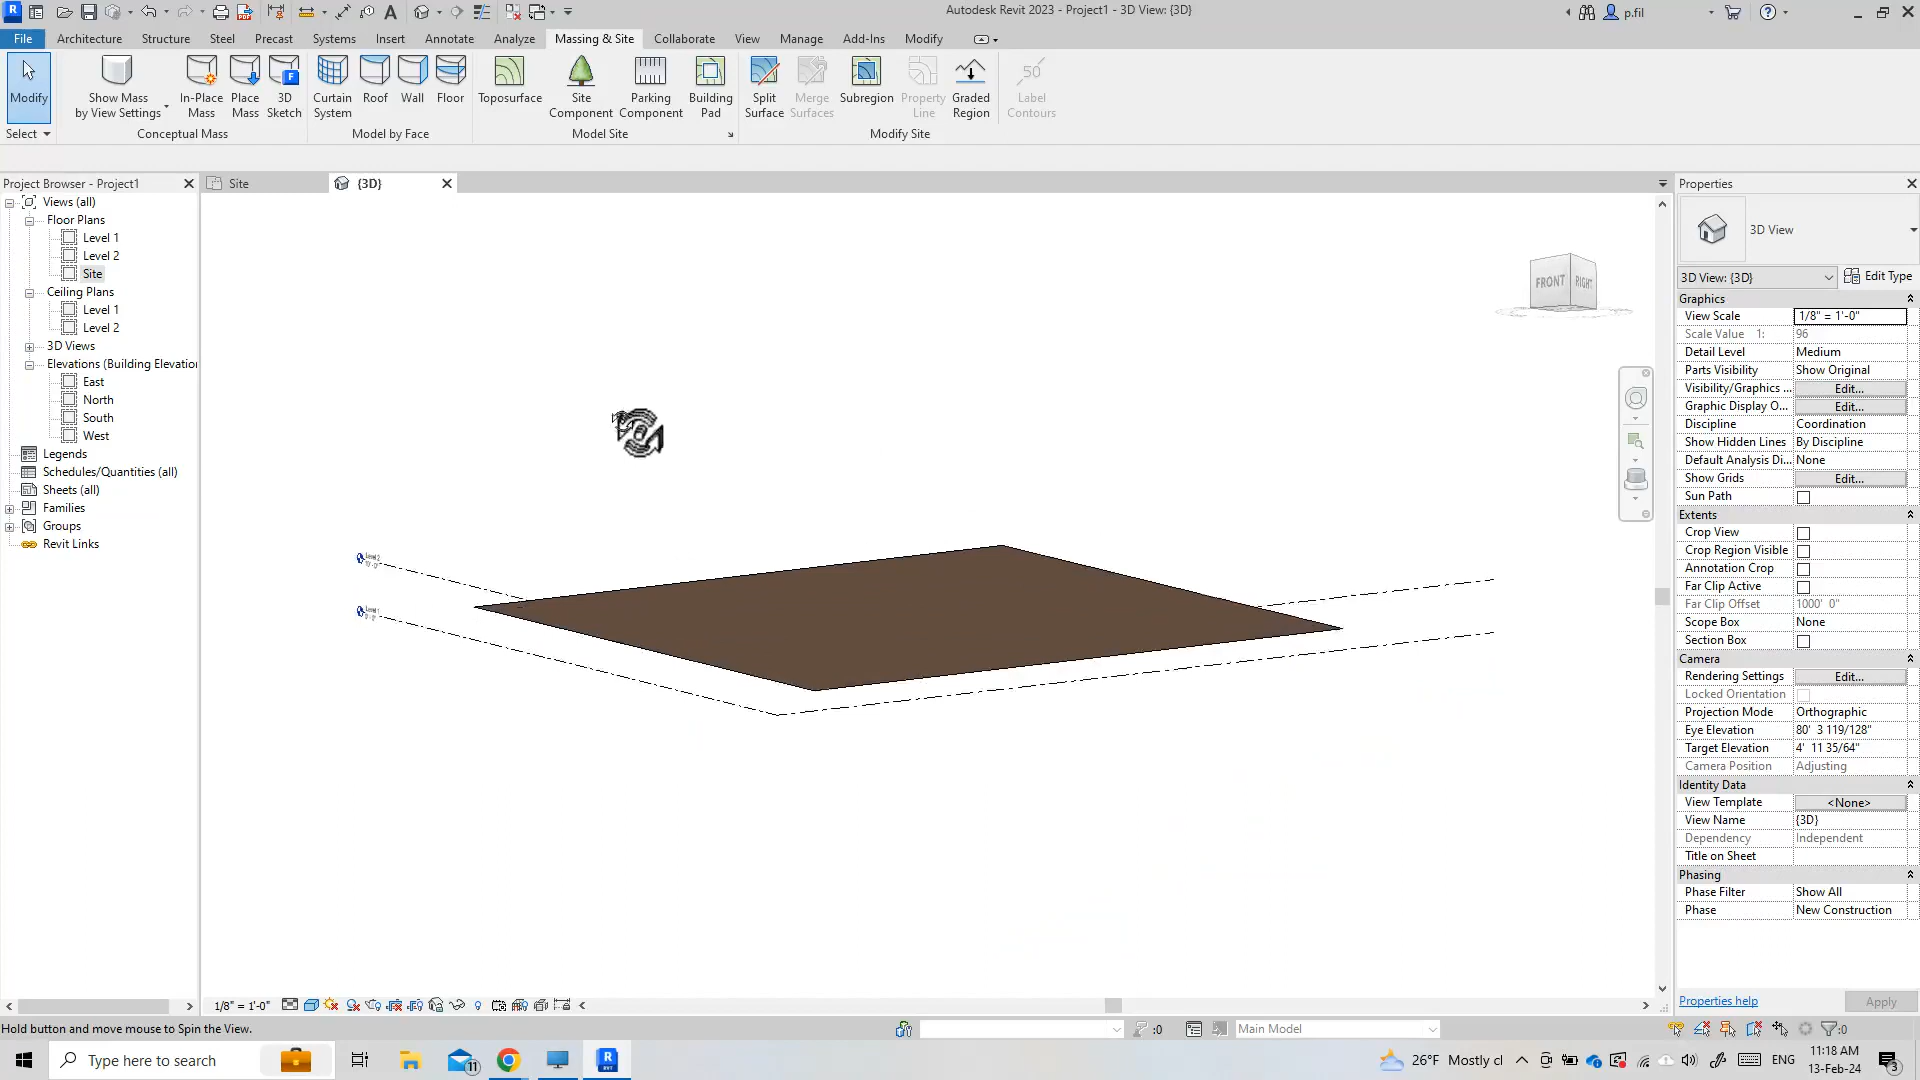 Autodesk Revit 2023 - Project1 - 3D View: {3D}
p.fil
File Architecture Structure Steel Precast Systems Insert Annotate Analyze Massing & Site Collaborate View Manage Add-Ins Modify
Modify
Show Mass
by View Settings
In-Place
Mass
Place
Mass
3D
Sketch
Curtain
System
Roof
Wall
Floor
Toposurface
Site
Component
Parking
Component
Building
Pad
Split
Surface
Merge
Surfaces
Subregion
Property
Line
Graded
Region
50
Label
Contours
Select
Conceptual Mass
Model by Face
Model Site
Modify Site
Project Browser - Project1
Views (all)
Floor Plans
Level 1
Level 2
Site
Ceiling Plans
Level 1
Level 2
3D Views
Elevations (Building Elevation
East
North
South
West
Legends
Schedules/Quantities (all)
Sheets (all)
Families
Groups
Revit Links
Site
{3D}
FRONT
RIGHT
Level 2
10' - 0"
Level 1
0' - 0"
Properties
3D View
3D View: {3D}
Edit Type
Graphics
View Scale 1/8" = 1'-0"
Scale Value 1: 96
Detail Level Medium
Parts Visibility Show Original
Visibility/Graphics ... Edit...
Graphic Display O... Edit...
Discipline Coordination
Show Hidden Lines By Discipline
Default Analysis Di... None
Show Grids Edit...
Sun Path
Extents
Crop View
Crop Region Visible
Annotation Crop
Far Clip Active
Far Clip Offset 1000' 0"
Scope Box None
Section Box
Camera
Rendering Settings Edit...
Locked Orientation
Projection Mode Orthographic
Eye Elevation 80' 3 119/128"
Target Elevation 4' 11 35/64"
Camera Position Adjusting
Identity Data
View Template <None>
View Name {3D}
Dependency Independent
Title on Sheet
Phasing
Phase Filter Show All
Phase New Construction
Properties help
Apply
1/8" = 1'-0"
Hold button and move mouse to Spin the View.
:0
Main Model
:0
Type here to search
11
26°F Mostly cl
ENG
11:18 AM
13-Feb-24
3